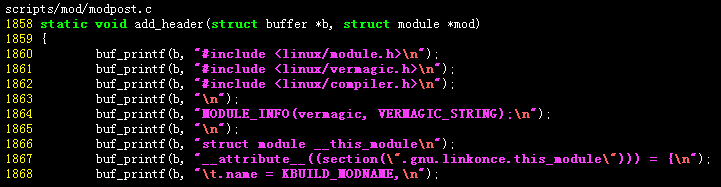 scripts/mod/modpost.c
1858 static void add_header(struct buffer *b, struct module *mod)
1859 {
1860         buf_printf(b, "#include <linux/module.h>\n");
1861         buf_printf(b, "#include <linux/vermagic.h>\n");
1862         buf_printf(b, "#include <linux/compiler.h>\n");
1863         buf_printf(b, "\n");
1864         buf_printf(b, "MODULE_INFO(vermagic, VERMAGIC_STRING);\n");
1865         buf_printf(b, "\n");
1866         buf_printf(b, "struct module __this_module\n");
1867         buf_printf(b, "__attribute__((section(\".gnu.linkonce.this_module\"))) = {\n");
1868         buf_printf(b, "\t.name = KBUILD_MODNAME,\n");